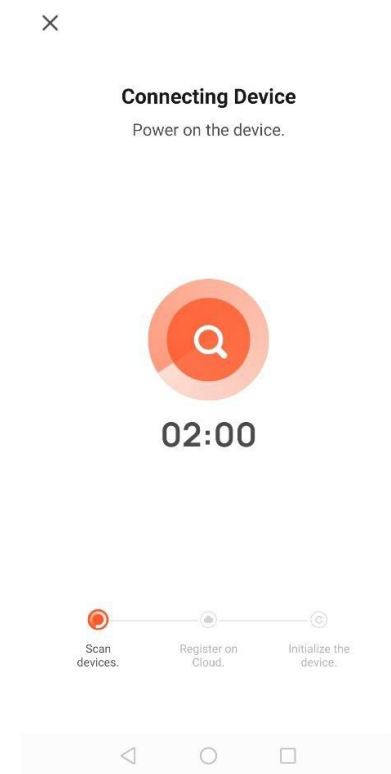 Connecting Device
Power on the device.
02:00
Scan
devices.
Register on
Cloud.
Initialize the
device.